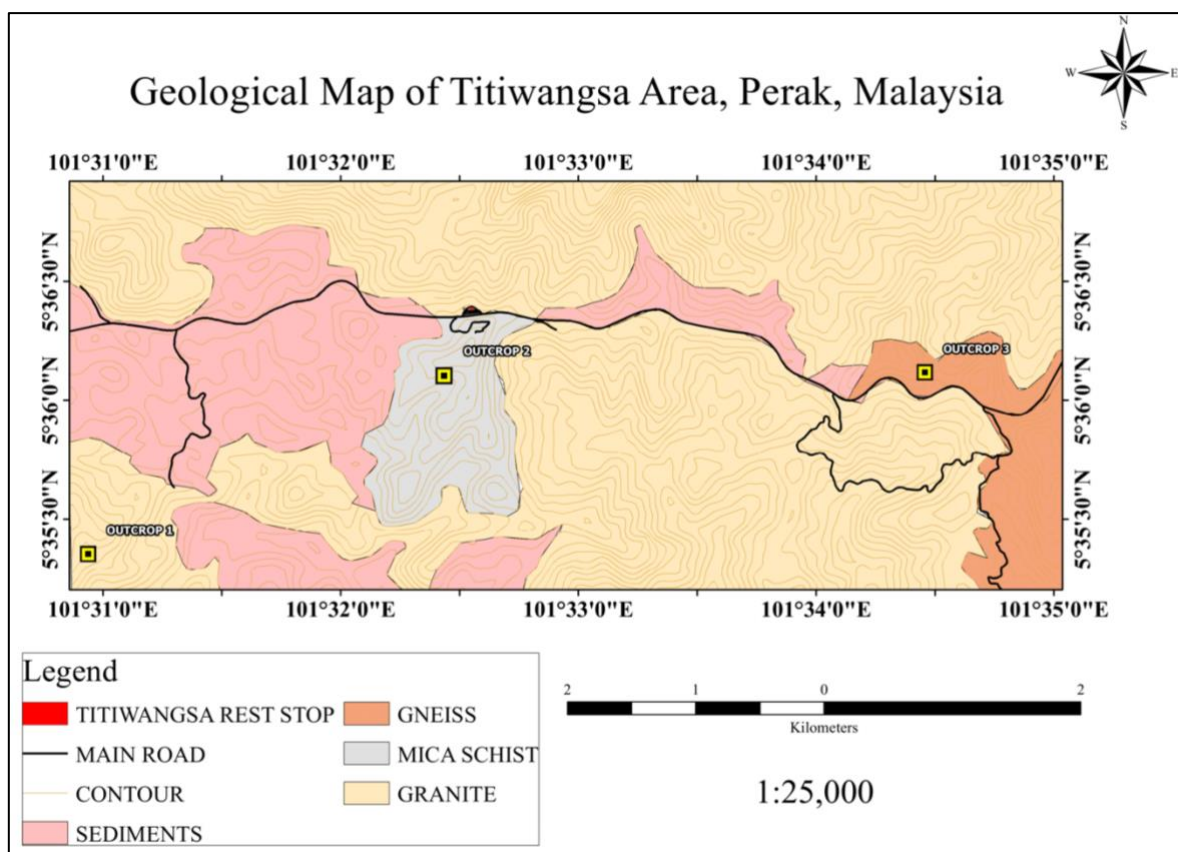 N
W E
S
Geological Map of Titiwangsa Area, Perak, Malaysia
101°31'0"E 101°32'0"E 101°33'0"E 101°34'0"E 101°35'0"E
5°36'30"N 5°36'30"N
OUTCROP 2 OUTCROP 3
5°36'0"N 5°36'0"N
5°35'30"N 5°35'30"N
OUTCROP 1
101°31'0"E 101°32'0"E 101°33'0"E 101°34'0"E 101°35'0"E
Legend
TITIWANGSA REST STOP GNEISS
MAIN ROAD MICA SCHIST
CONTOUR GRANITE
SEDIMENTS
2 1 0 2
Kilometers
1:25,000